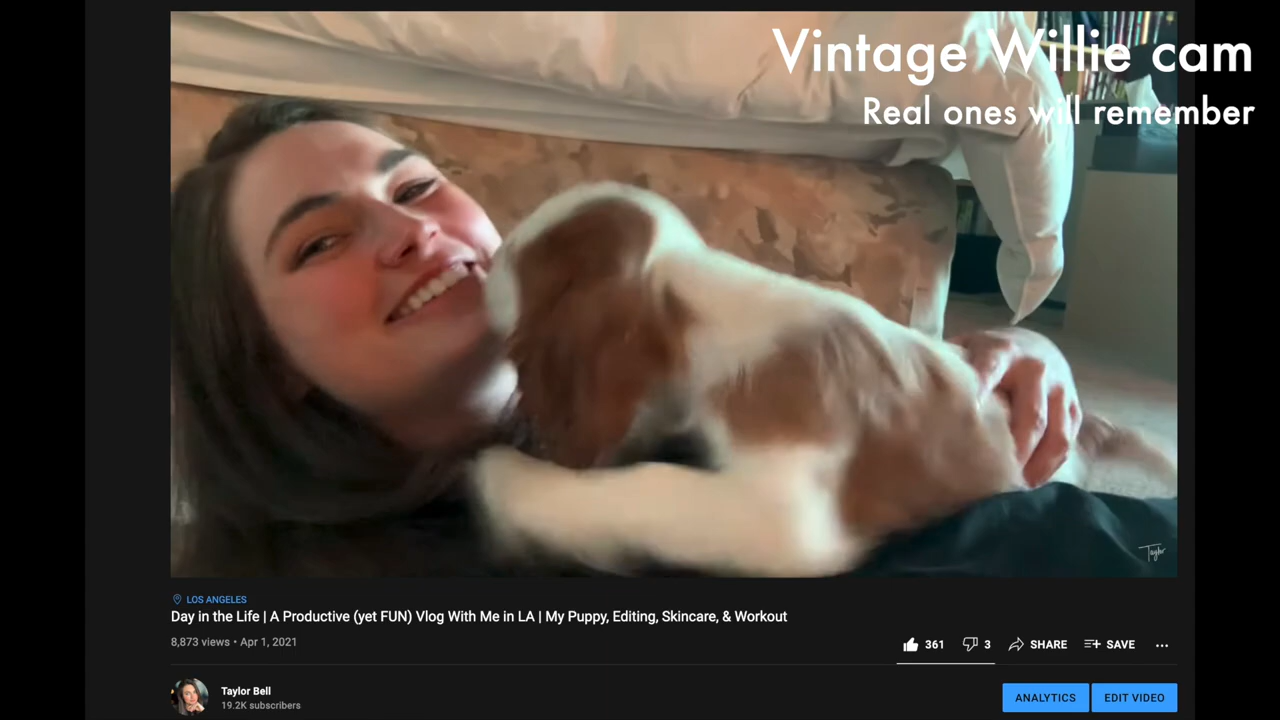 Vintage Willie cam
Real ones will remember
Taylor
LOS ANGELES
Day in the Life | A Productive (yet FUN) Vlog With Me in LA | My Puppy, Editing, Skincare, & Workout
8,873 views • Apr 1, 2021
361 3 SHARE SAVE
Taylor Bell
19.2K subscribers
ANALYTICS EDIT VIDEO